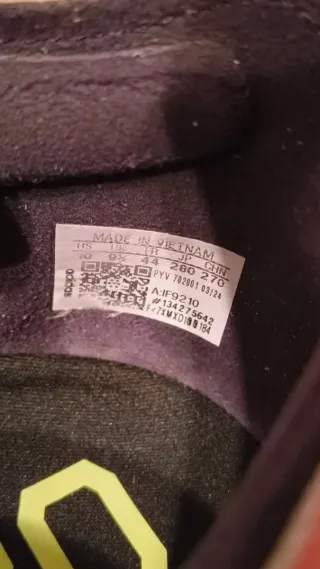 MADE IN VIETNAM
US UK FR JP CHN
10 9½ 44 280 270
PYV 702001 03/24
adidas
A:IF9210
#134275642